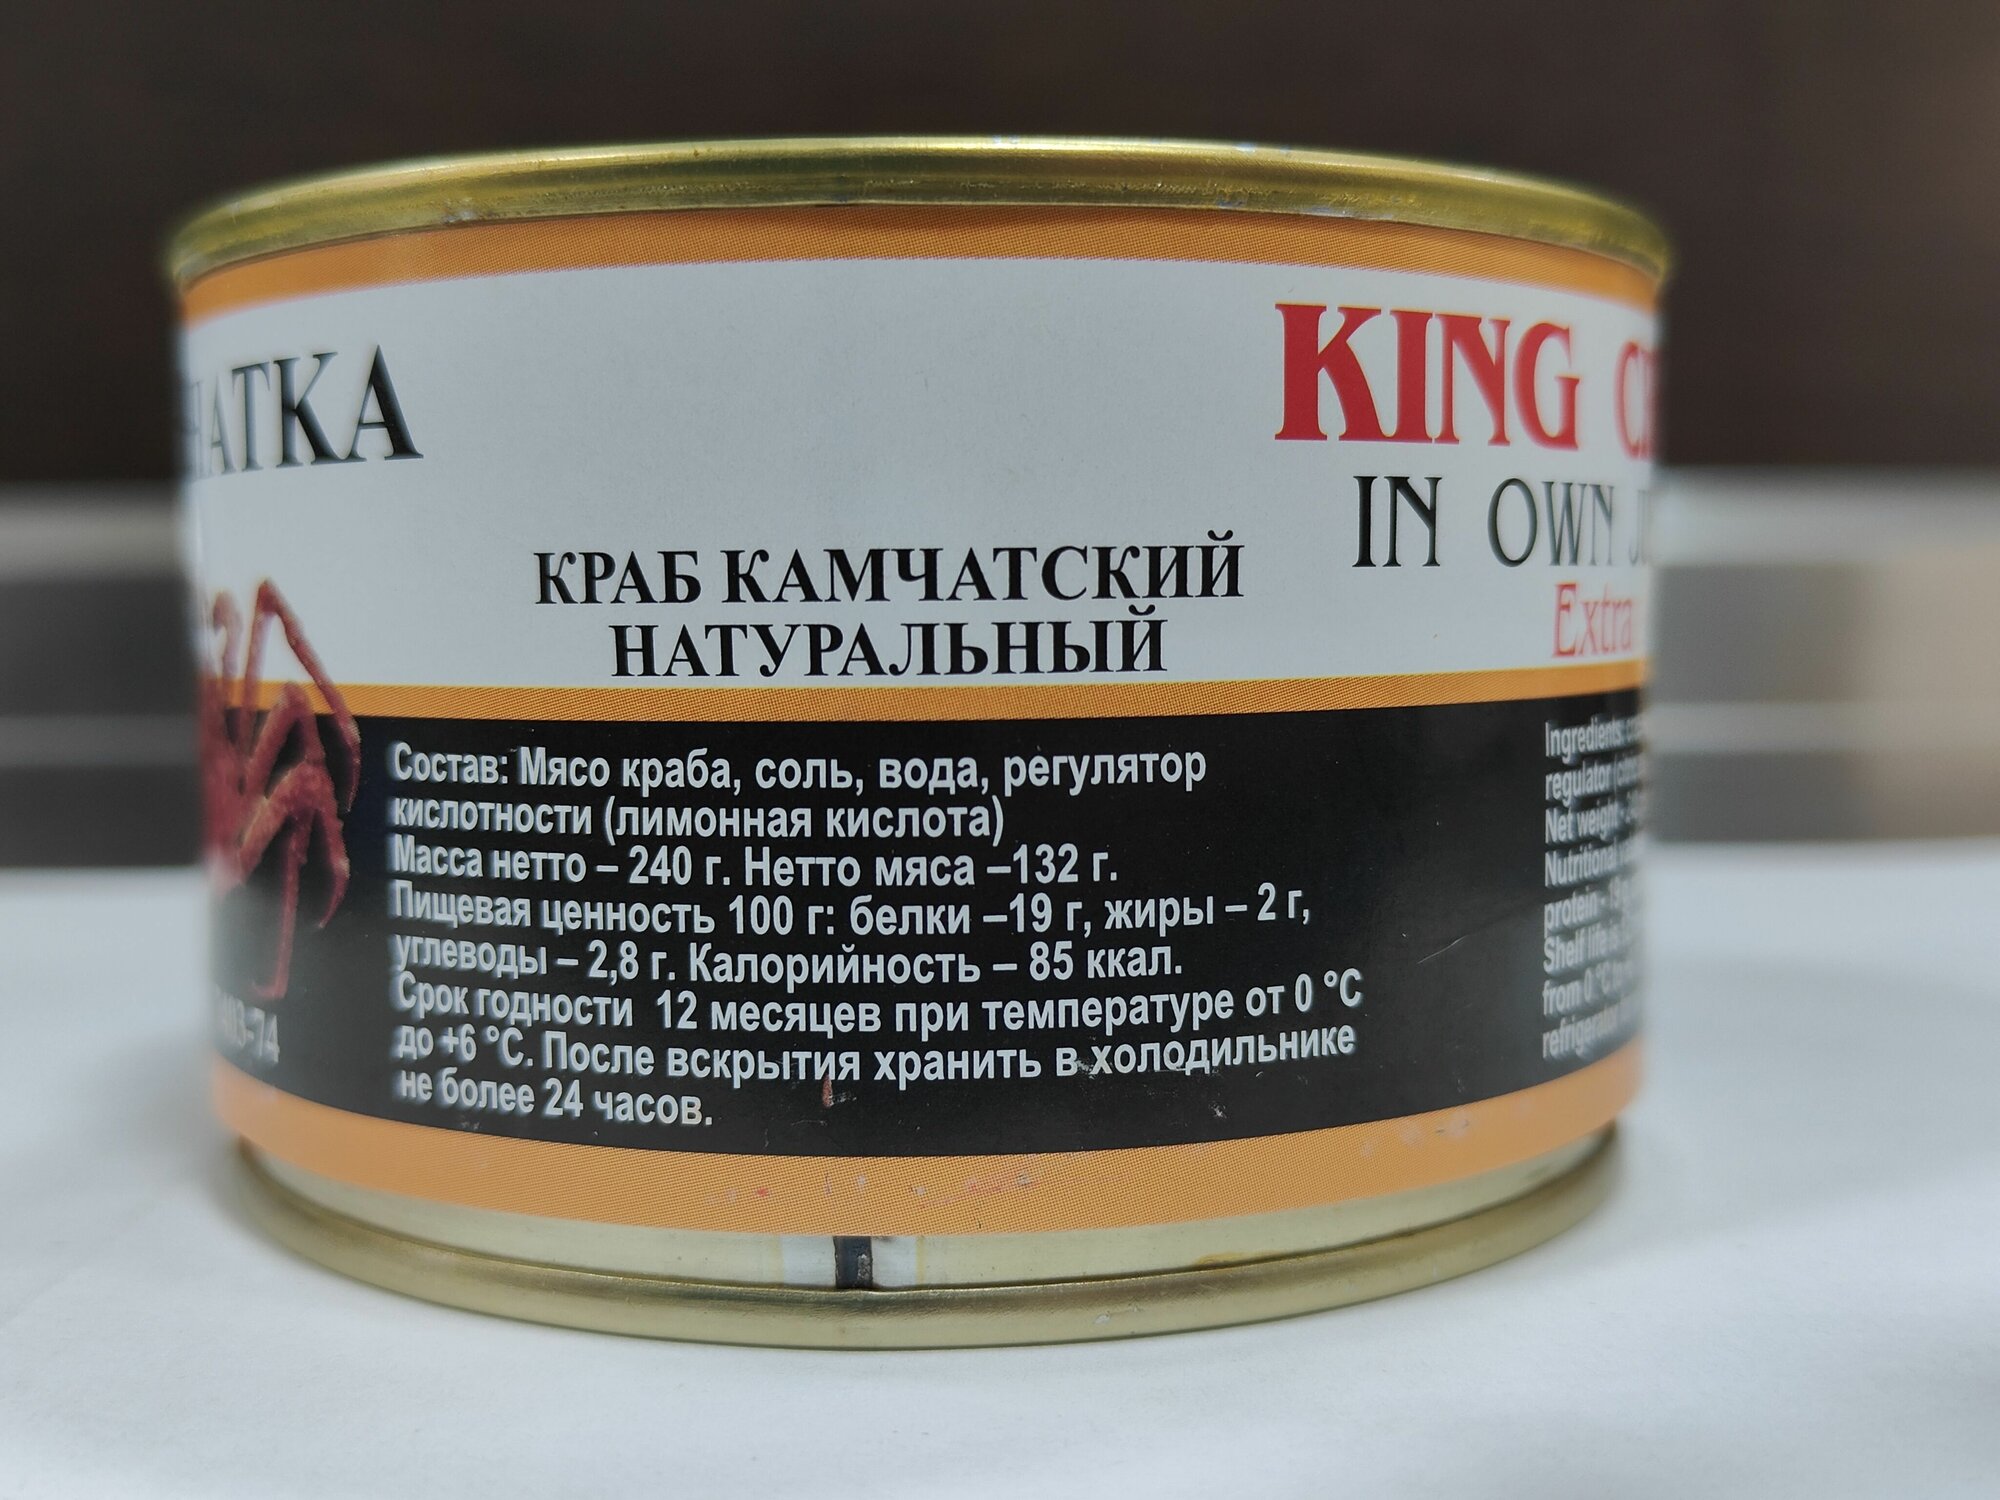 КРАБ КАМЧАТСКИЙ
НАТУРАЛЬНЫЙ
Состав: Мясо краба, соль, вода, регулятор
кислотности (лимонная кислота)
Масса нетто – 240 г. Нетто мяса –132 г.
Пищевая ценность 100 г: белки –19 г, жиры – 2 г,
углеводы – 2,8 г. Калорийность – 85 ккал.
Срок годности 12 месяцев при температуре от 0 °С
до +6 °С. После вскрытия хранить в холодильнике
не более 24 часов.
KING
IN OWN
Extra
Ingredients:
regulator
Net weight -
Nutritional
protein -
Shelf life is
from 0 °C
refrigerator